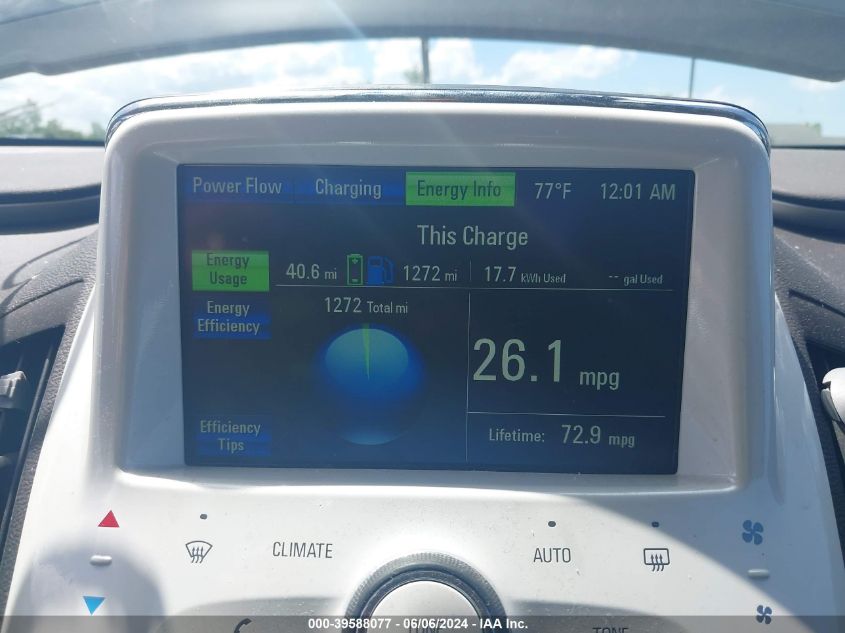 Power Flow Charging Energy Info 77°F 12:01 AM
This Charge
Energy Usage
40.6 mi 1272 mi 17.7 kWh Used -- gal Used
Energy Efficiency
1272 Total mi
26.1 mpg
Efficiency Tips
Lifetime: 72.9 mpg
CLIMATE AUTO
TUNE TONE
000-39588077 - 06/06/2024 - IAA Inc.